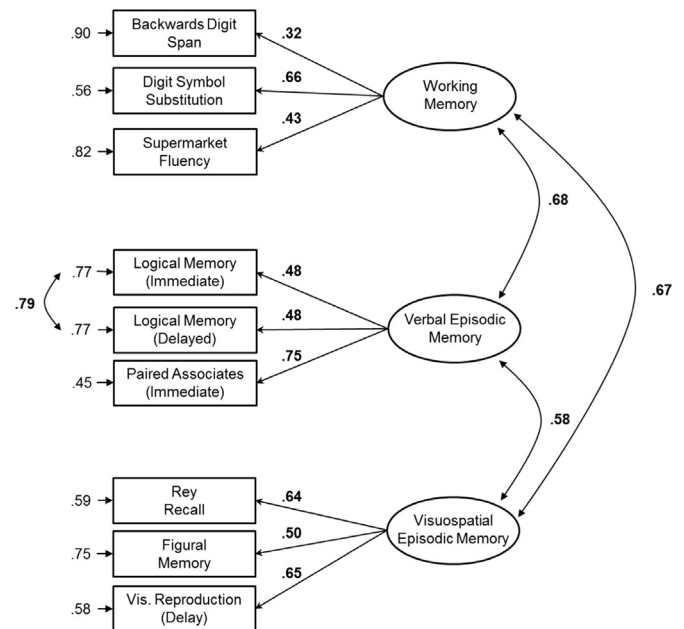 .90
Backwards Digit
Span
.32
.56
Digit Symbol
Substitution
.66
.82
Supermarket
Fluency
.43
Working
Memory
.68
.67
.79
.77
Logical Memory
(Immediate)
.48
.77
Logical Memory
(Delayed)
.48
.45
Paired Associates
(Immediate)
.75
Verbal Episodic
Memory
.58
.59
Rey
Recall
.64
.75
Figural
Memory
.50
.58
Vis. Reproduction
(Delay)
.65
Visuospatial
Episodic Memory